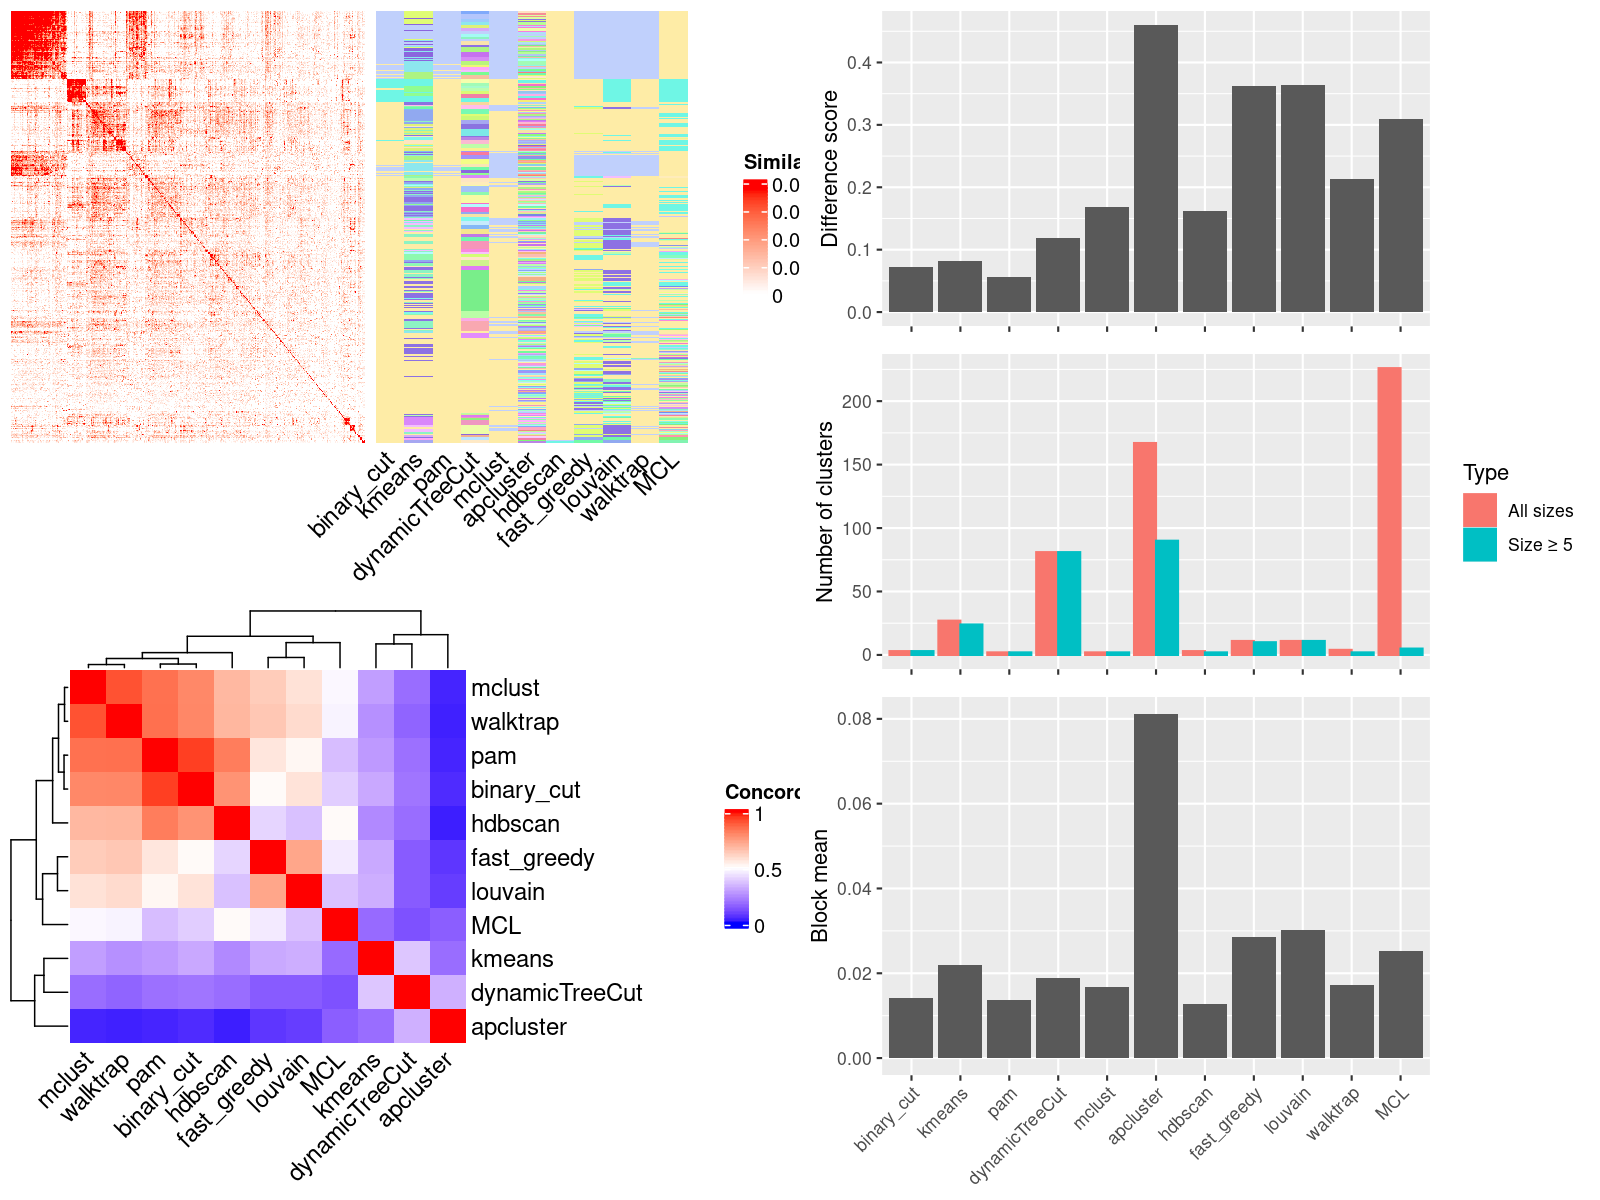 Simila
0.0
0.0
0.0
0.0
0
binary_cut
kmeans
pam
dynamicTreeCut
mclust
apcluster
hdbscan
fast_greedy
louvain
walktrap
MCL
mclust
walktrap
pam
binary_cut
hdbscan
fast_greedy
louvain
MCL
kmeans
dynamicTreeCut
apcluster
mclust
walktrap
pam
binary_cut
hdbscan
fast_greedy
louvain
MCL
kmeans
dynamicTreeCut
apcluster
Concord
1
0.5
0
Difference score
0.4
0.3
0.2
0.1
0.0
Number of clusters
200
150
100
50
0
Type
All sizes
Size ≥ 5
Block mean
0.08
0.06
0.04
0.02
0.00
binary_cut
kmeans
pam
dynamicTreeCut
mclust
apcluster
hdbscan
fast_greedy
louvain
walktrap
MCL